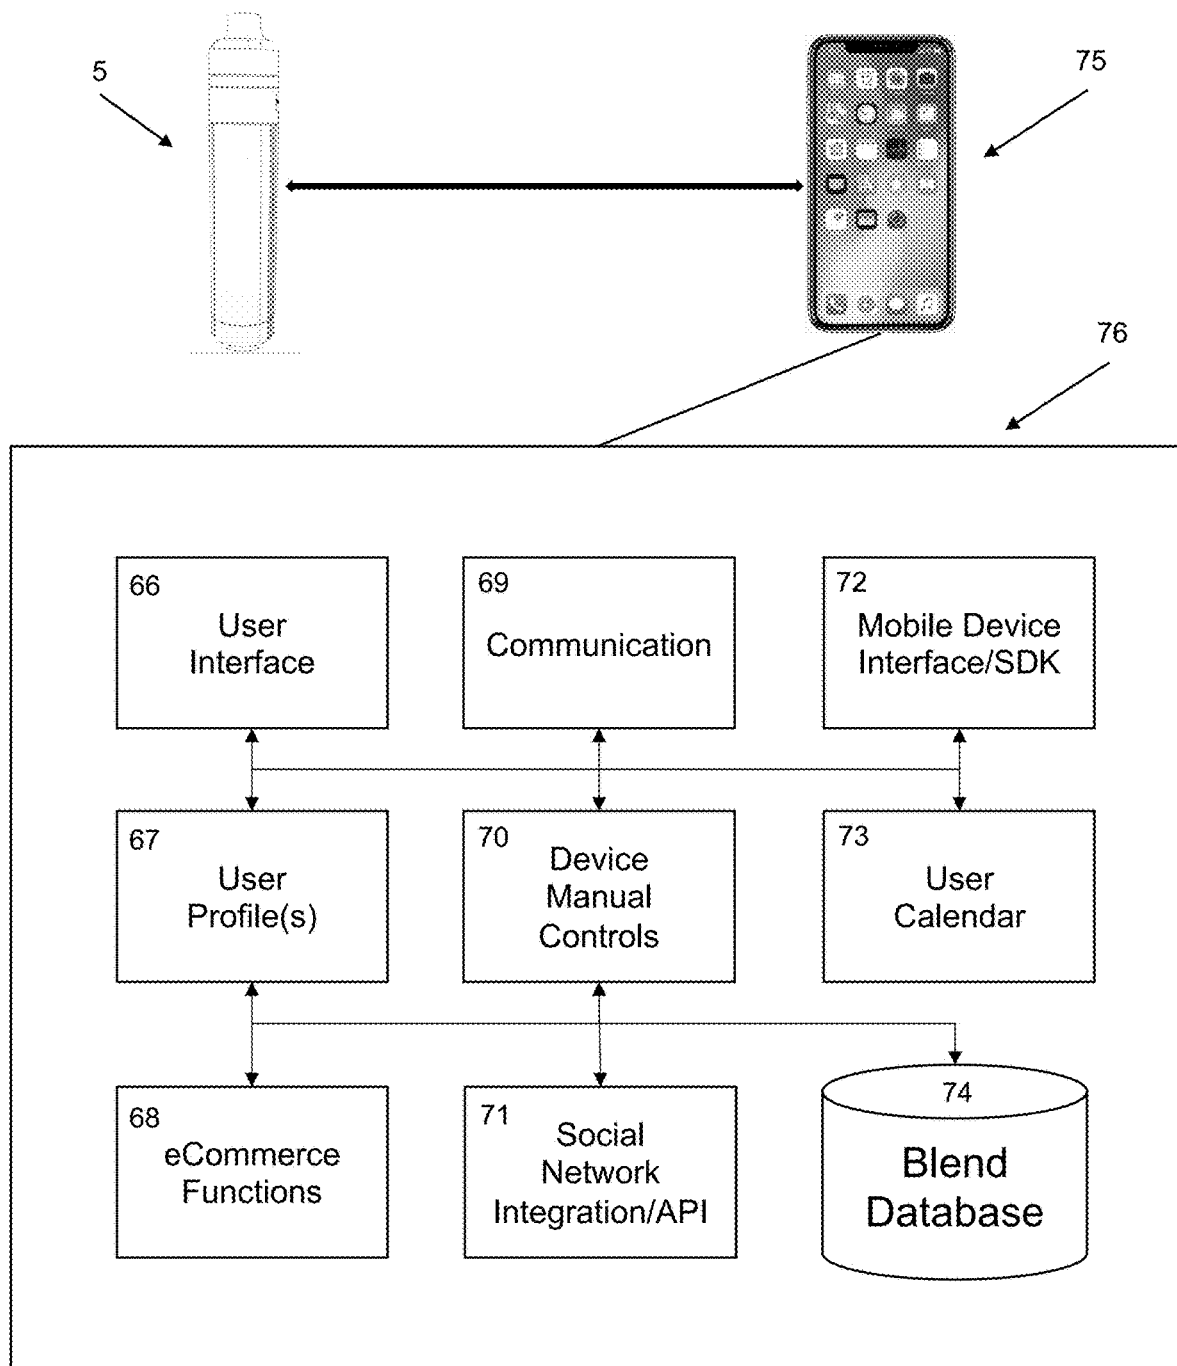 5
75
76
66
User
Interface
69
Communication
72
Mobile Device
Interface/SDK
67
User
Profile(s)
70
Device
Manual
Controls
73
User
Calendar
68
eCommerce
Functions
71
Social
Network
Integration/API
74
Blend
Database